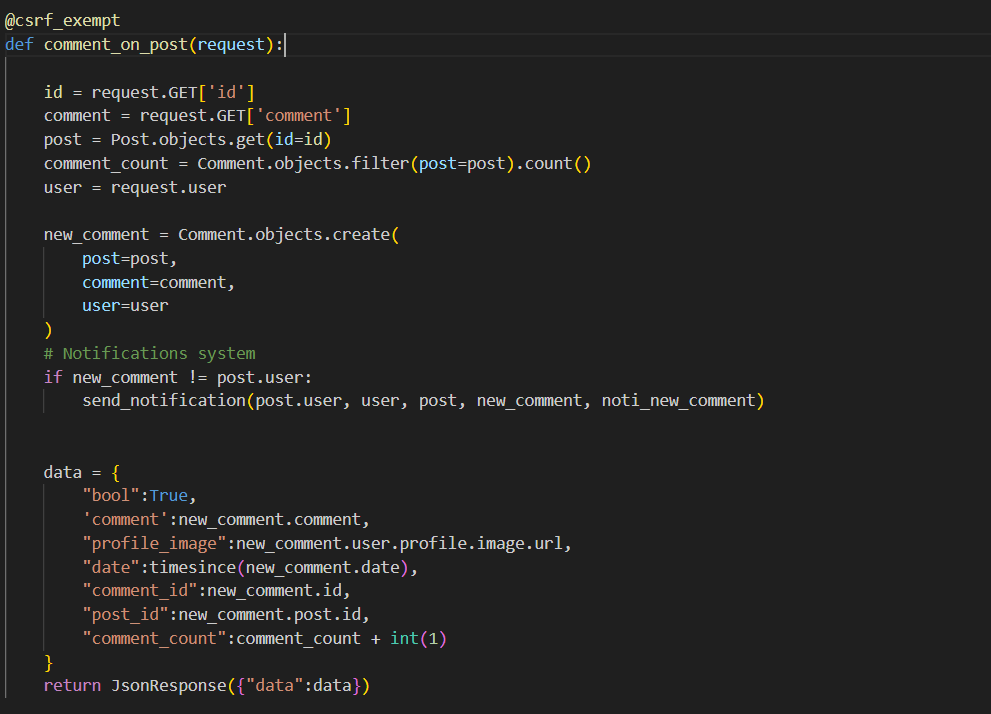 @csrf_exempt
def comment_on_post(request):
id = request.GET['id']
comment = request.GET['comment']
post = Post.objects.get(id=id)
comment_count = Comment.objects.filter(post=post).count()
user = request.user
new_comment = Comment.objects.create(
post=post,
comment=comment,
user=user
)
# Notifications system
if new_comment != post.user:
send_notification(post.user, user, post, new_comment, noti_new_comment)
data = {
"bool":True,
'comment':new_comment.comment,
"profile_image":new_comment.user.profile.image.url,
"date":timesince(new_comment.date),
"comment_id":new_comment.id,
"post_id":new_comment.post.id,
"comment_count":comment_count + int(1)
}
return JsonResponse({"data":data})